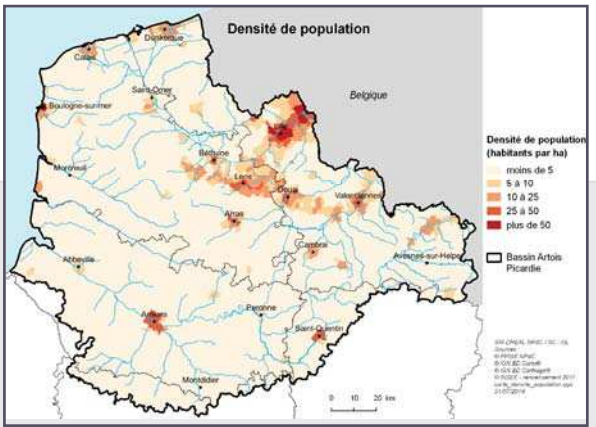 Densité de population
Dunkerque
Calais
Saint-Omer
Belgique
Boulogne-sur-mer
Densité de population
(habitants par ha)
moins de 5
5 à 10
10 à 25
25 à 50
plus de 50
Béthune
Lens
Montreuil
Douai
Valenciennes
Arras
Cambrai
Avesnes-sur-Helpe
Bassin Artois
Picardie
Abbeville
Amiens
Péronne
Saint-Quentin
Montdidier
Sources
0 10 20 km